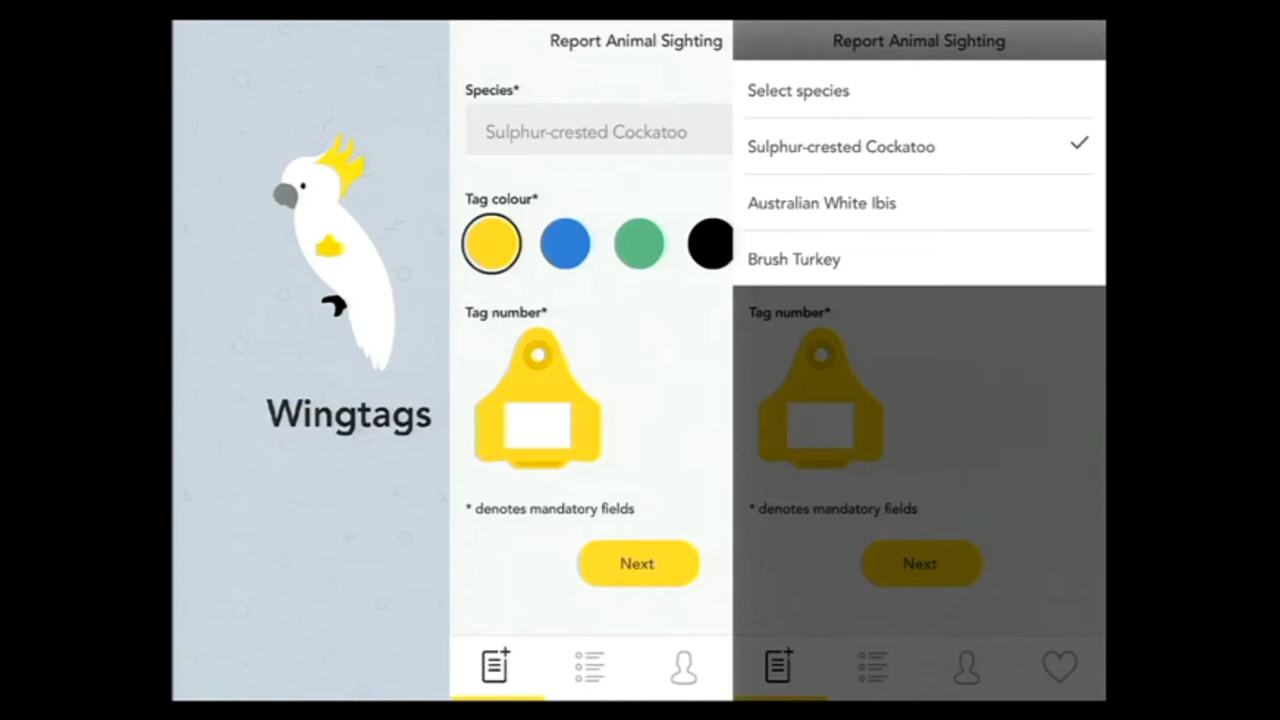 Wingtags
Report Animal Sighting
Species*
Sulphur-crested Cockatoo
Tag colour*
Tag number*
* denotes mandatory fields
Next
Report Animal Sighting
Select species
Sulphur-crested Cockatoo
Australian White Ibis
Brush Turkey
Tag number*
* denotes mandatory fields
Next